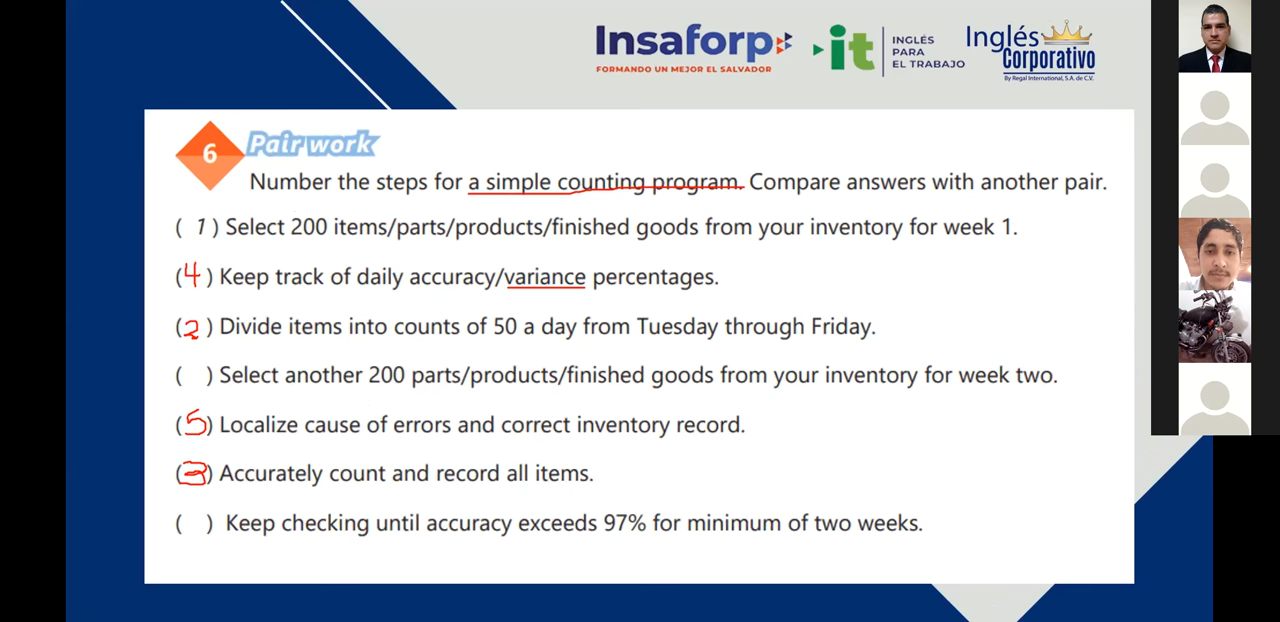 Insaforp
FORMANDO UN MEJOR EL SALVADOR
it
INGLÉS
PARA
EL TRABAJO
Inglés
Corporativo
By Regal International, S.A. de C.V.
6 Pair work
Number the steps for a simple counting program. Compare answers with another pair.
( 1 ) Select 200 items/parts/products/finished goods from your inventory for week 1.
(4 ) Keep track of daily accuracy/variance percentages.
(2 ) Divide items into counts of 50 a day from Tuesday through Friday.
( ) Select another 200 parts/products/finished goods from your inventory for week two.
(5) Localize cause of errors and correct inventory record.
(3) Accurately count and record all items.
( ) Keep checking until accuracy exceeds 97% for minimum of two weeks.